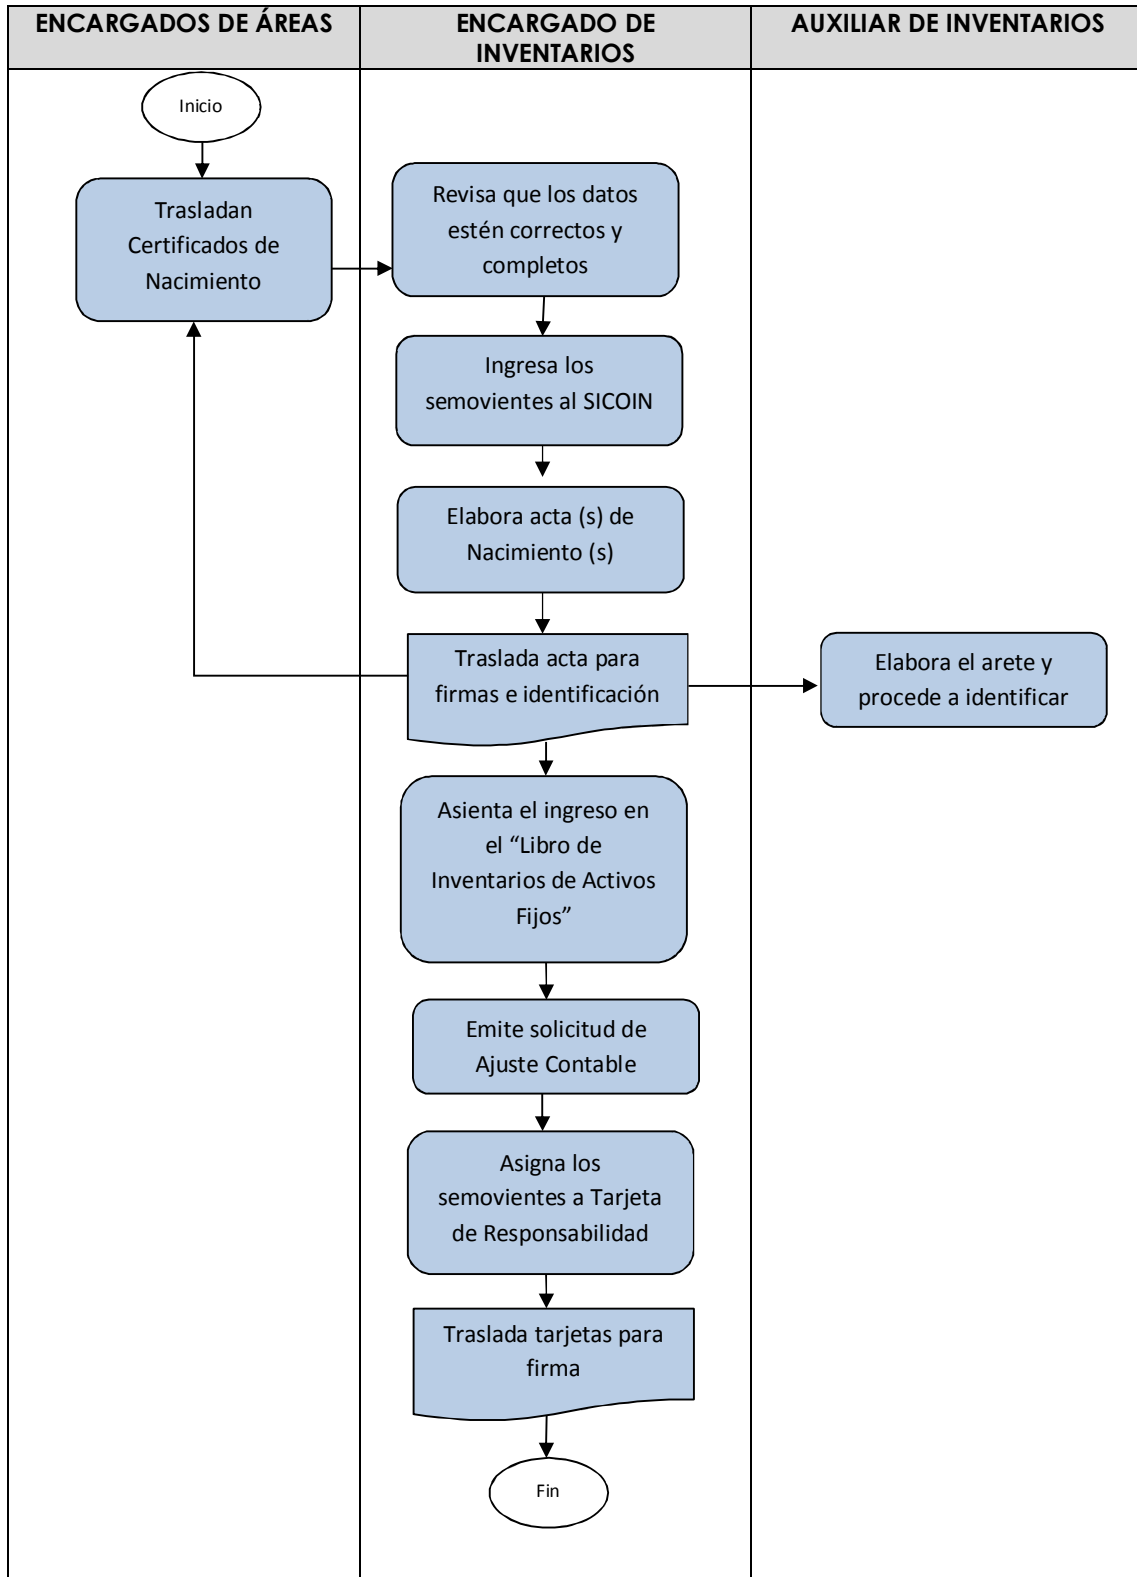 ENCARGADOS DE ÁREAS
ENCARGADO DE
INVENTARIOS
AUXILIAR DE INVENTARIOS
Inicio
Trasladan
Certificados de
Nacimiento
Revisa que los datos
estén correctos y
completos
Ingresa los
semovientes al SICOIN
Elabora acta (s) de
Nacimiento (s)
Traslada acta para
firmas e identificación
Elabora el arete y
procede a identificar
Asienta el ingreso en
el “Libro de
Inventarios de Activos
Fijos”
Emite solicitud de
Ajuste Contable
Asigna los
semovientes a Tarjeta
de Responsabilidad
Traslada tarjetas para
firma
Fin